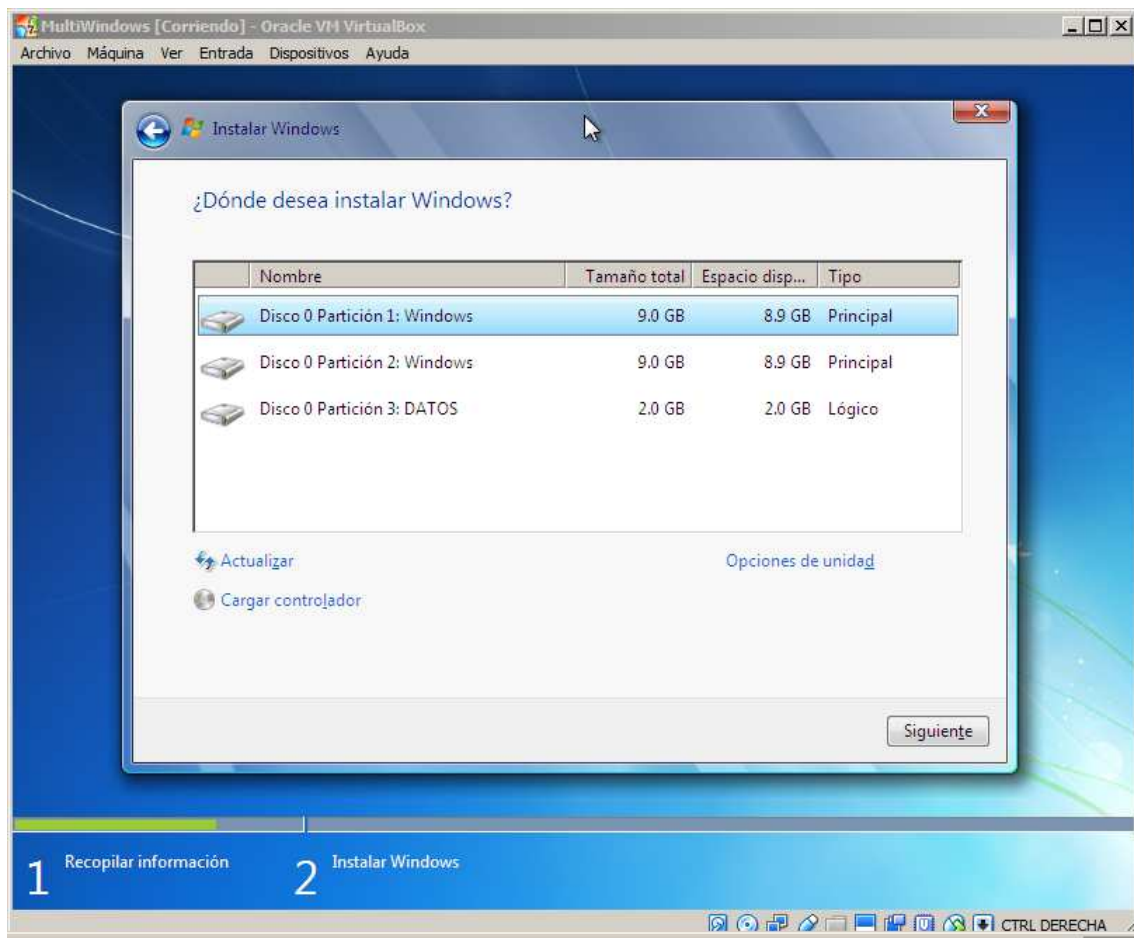 MultiWindows [Corriendo] - Oracle VM VirtualBox
Archivo Máquina Ver Entrada Dispositivos Ayuda
Instalar Windows
¿Dónde desea instalar Windows?
Nombre Tamaño total Espacio disp... Tipo
Disco 0 Partición 1: Windows 9.0 GB 8.9 GB Principal
Disco 0 Partición 2: Windows 9.0 GB 8.9 GB Principal
Disco 0 Partición 3: DATOS 2.0 GB 2.0 GB Lógico
Actualizar Opciones de unidad
Cargar controlador
Siguiente
1 Recopilar información 2 Instalar Windows
CTRL DERECHA